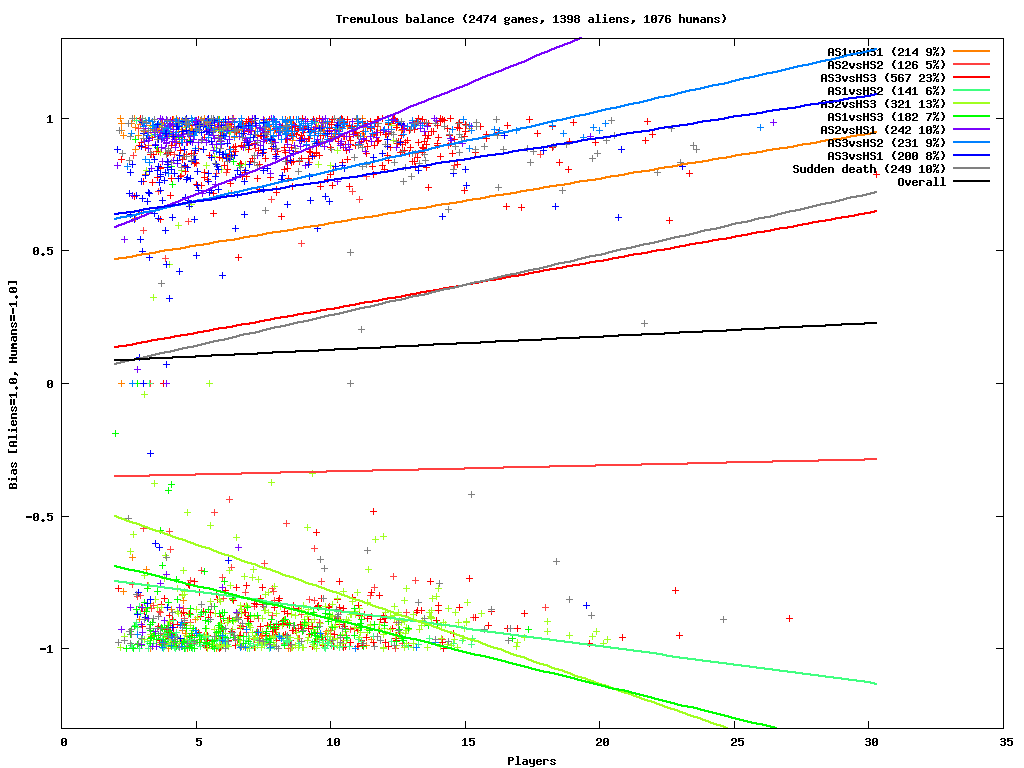 Tremulous balance (2474 games, 1398 aliens, 1076 humans)
AS1vsHS1 (214 9%)
AS2vsHS2 (126 5%)
AS3vsHS3 (567 23%)
AS1vsHS2 (141 6%)
AS2vsHS3 (321 13%)
AS1vsHS3 (182 7%)
AS2vsHS1 (242 10%)
AS3vsHS2 (231 9%)
AS3vsHS1 (200 8%)
Sudden death (249 10%)
Overall
1
0.5
0
-0.5
-1
Bias [Aliens=1.0, Humans=-1.0]
0 5 10 15 20 25 30 35
Players